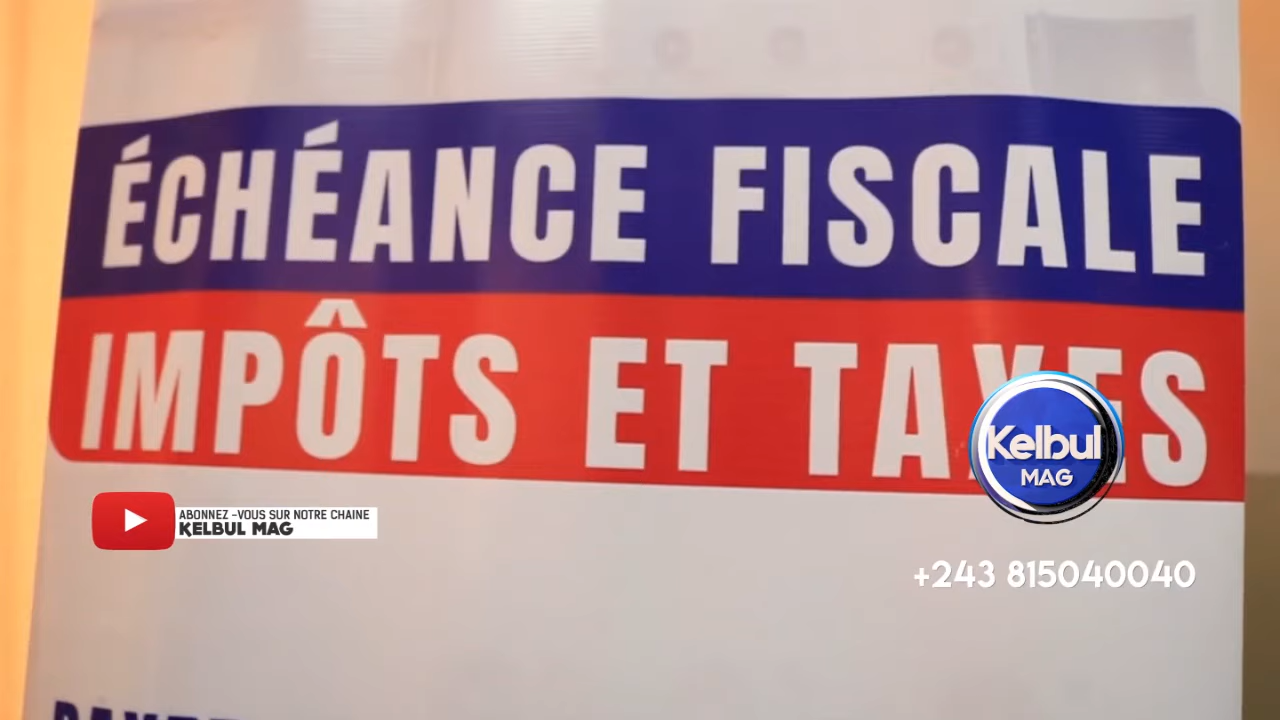 ÉCHÉANCE FISCALE
IMPÔTS ET TAXES
Kelbul
MAG
ABONNEZ -VOUS SUR NOTRE CHAINE
KELBUL MAG
+243 815040040